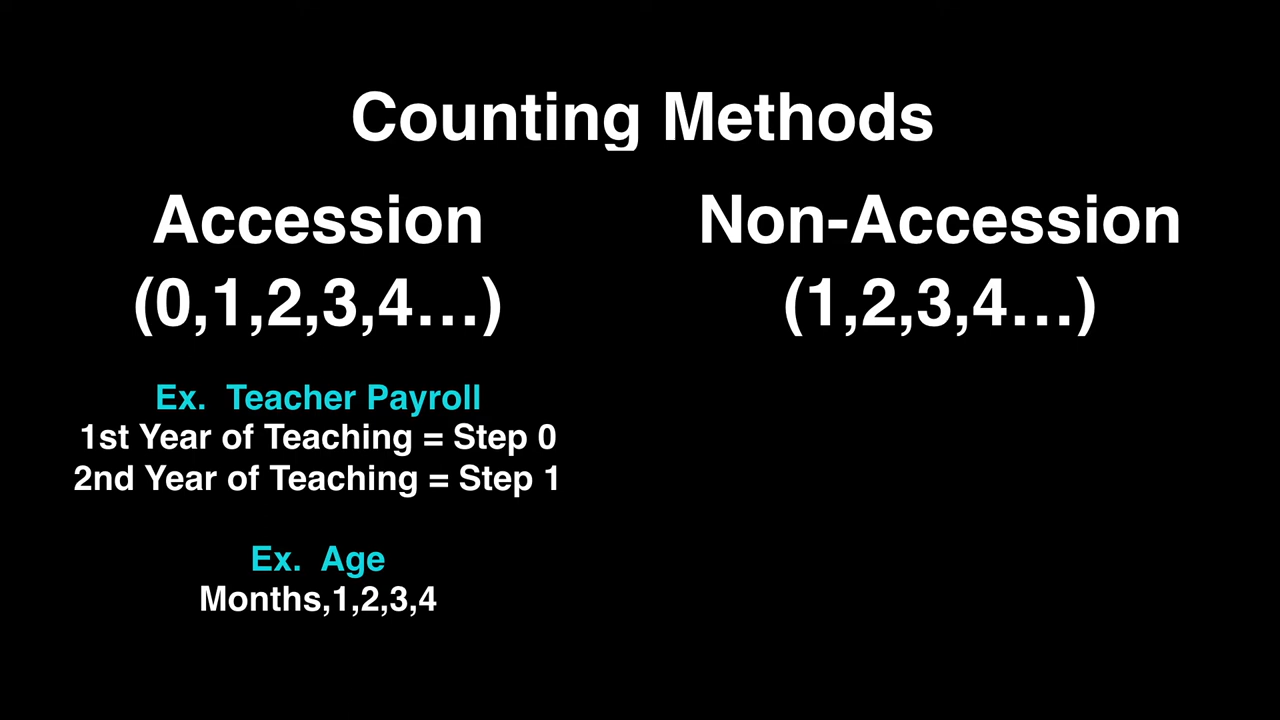 Counting Methods
Accession
(0,1,2,3,4…)
Ex.  Teacher Payroll
1st Year of Teaching = Step 0
2nd Year of Teaching = Step 1
Ex.  Age
Months,1,2,3,4
Non-Accession
(1,2,3,4…)